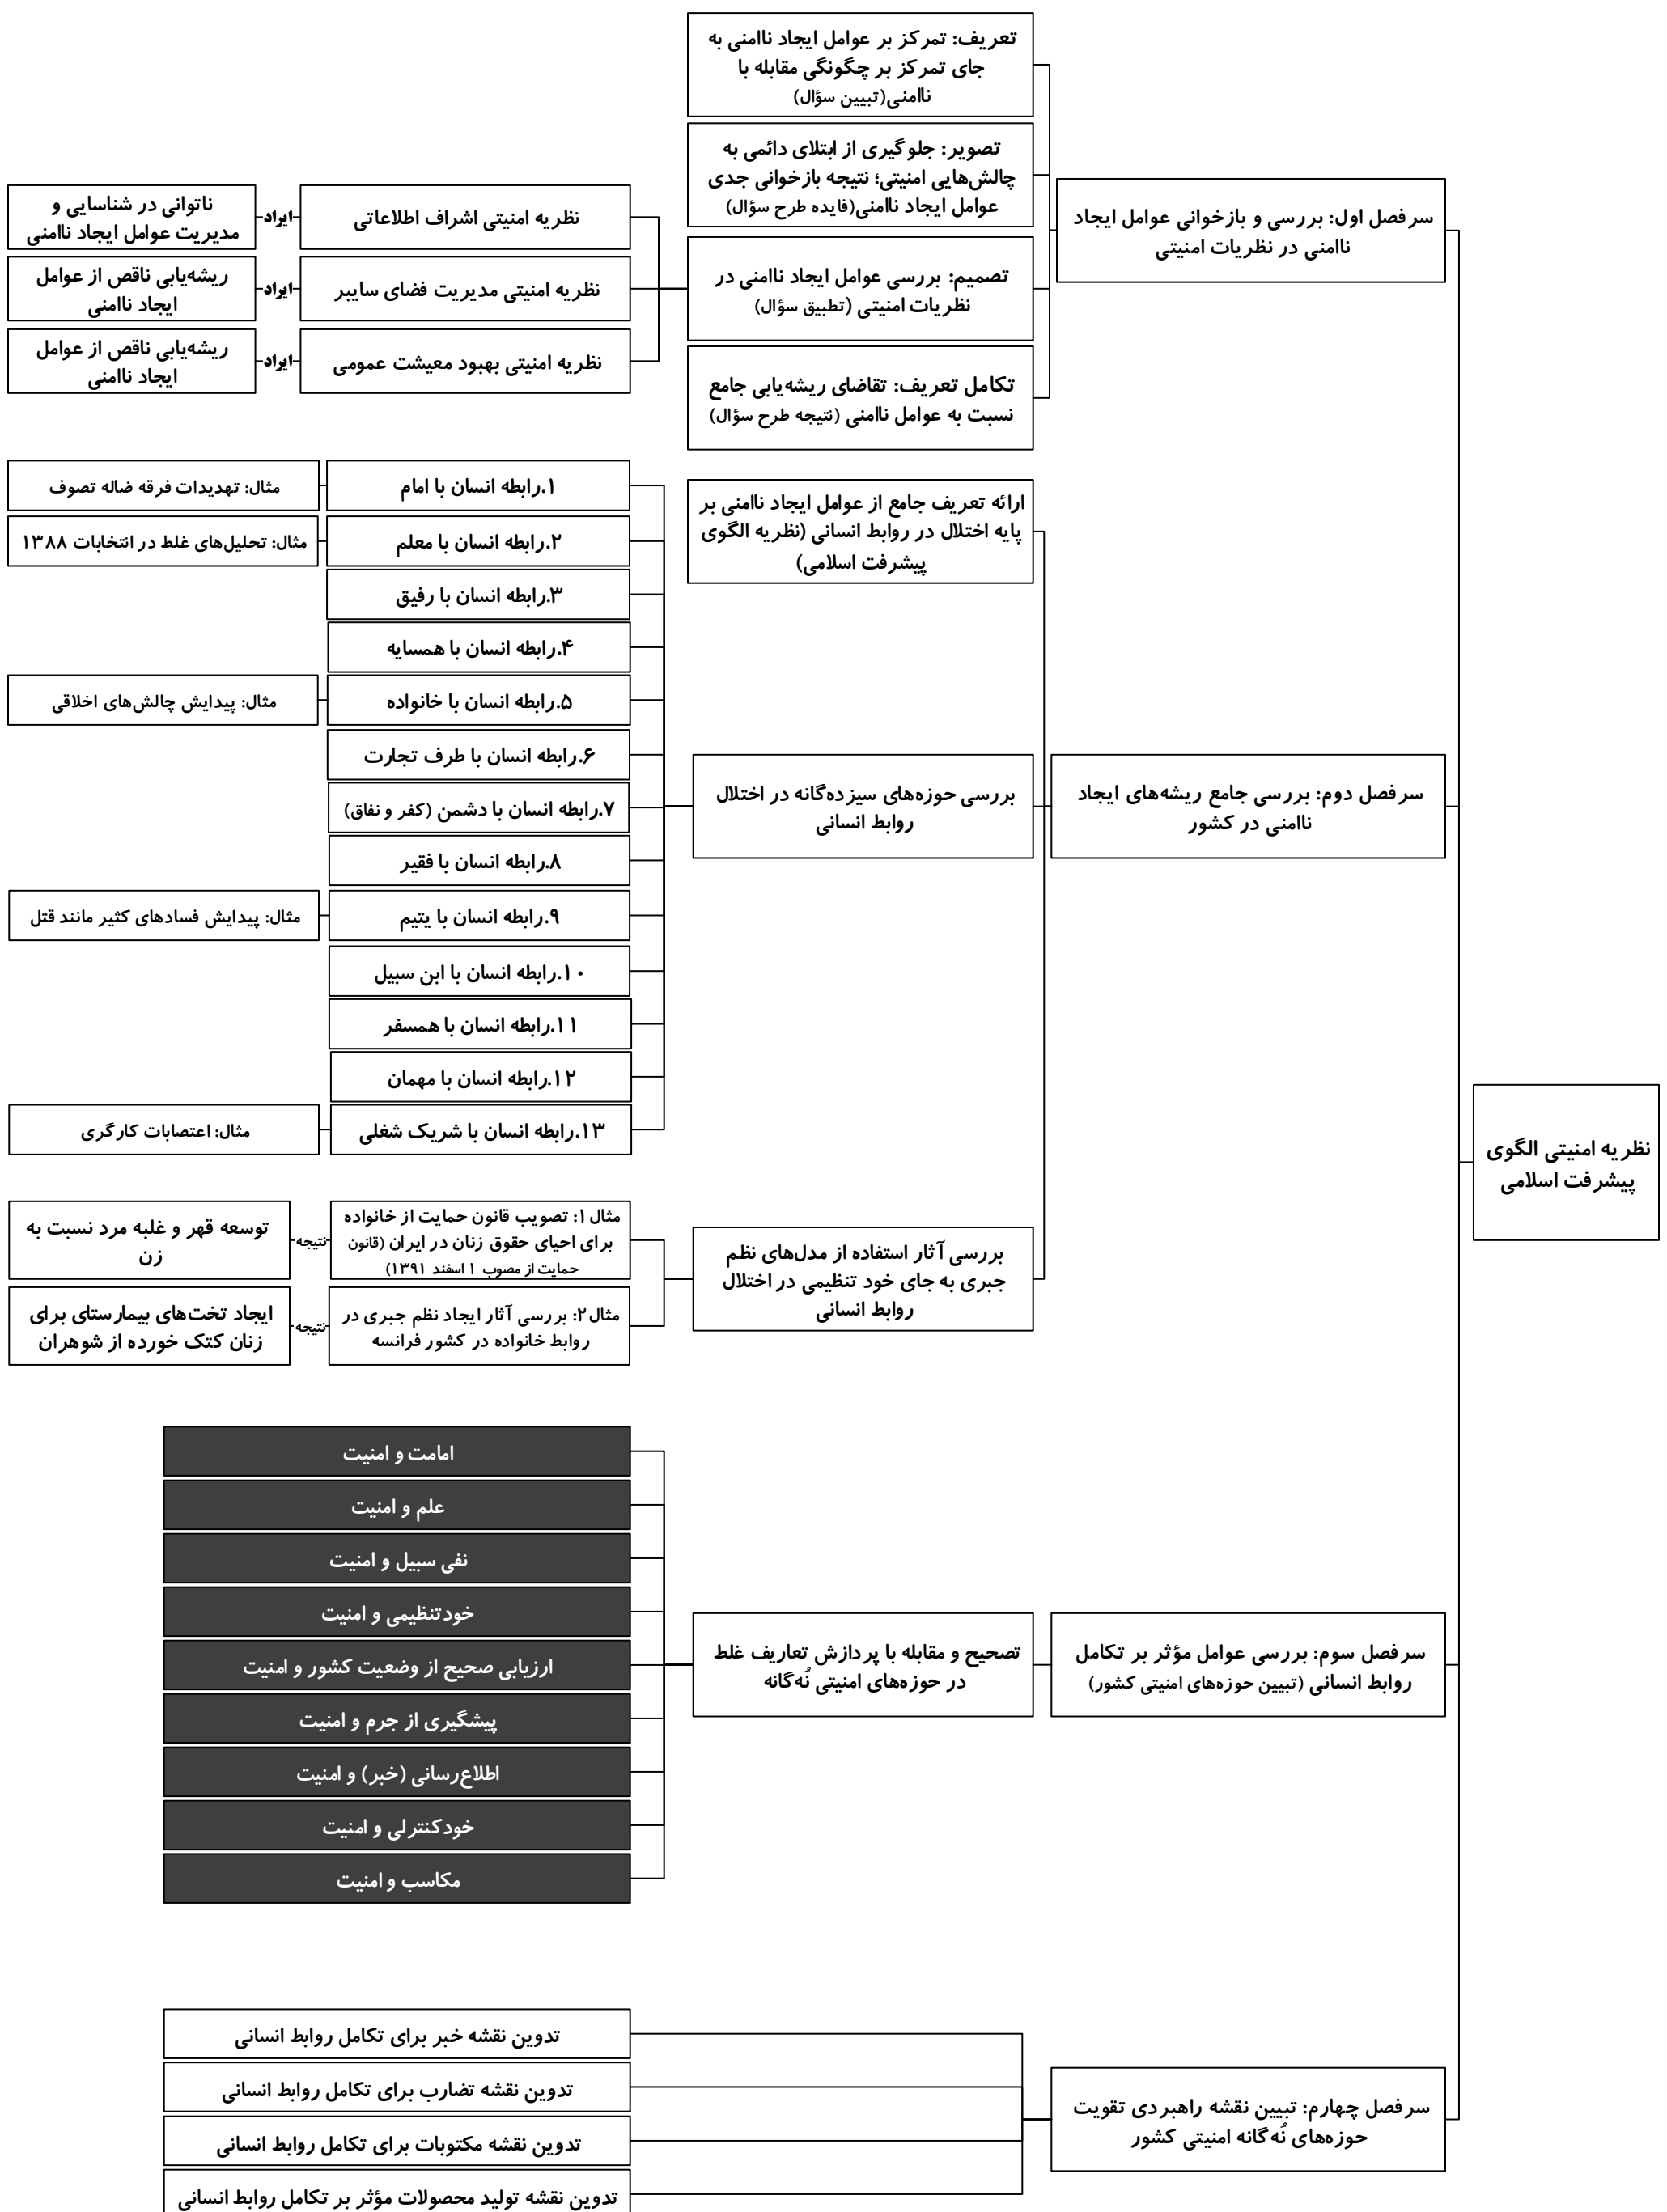 نظریه امنیتی الگوی
پیشرفت اسلامی
سرفصل اول: بررسی و بازخوانی عوامل ایجاد
ناامنی در نظریات امنیتی
تعریف: تمرکز بر عوامل ایجاد ناامنی به
جای تمرکز بر چگونگی مقابله با
ناامنی(تبیین سؤال)
تصویر: جلوگیری از ابتلای دائمی به
چالش‌هایی امنیتی؛ نتیجه بازخوانی جدی
عوامل ایجاد ناامنی(فایده طرح سؤال)
تصمیم: بررسی عوامل ایجاد ناامنی در
نظریات امنیتی (تطبیق سؤال)
نظریه امنیتی اشراف اطلاعاتی
ایراد
ناتوانی در شناسایی و
مدیریت عوامل ایجاد ناامنی
نظریه امنیتی مدیریت فضای سایبر
ایراد
ریشه‌یابی ناقص از عوامل
ایجاد ناامنی
نظریه امنیتی بهبود معیشت عمومی
ایراد
ریشه‌یابی ناقص از عوامل
ایجاد ناامنی
تکامل تعریف: تقاضای ریشه‌یابی جامع
نسبت به عوامل ناامنی (نتیجه طرح سؤال)
سرفصل دوم: بررسی جامع ریشه‌های ایجاد
ناامنی در کشور
ارائه تعریف جامع از عوامل ایجاد ناامنی بر
پایه اختلال در روابط انسانی (نظریه الگوی
پیشرفت اسلامی)
بررسی حوزه‌های سیزده‌گانه در اختلال
روابط انسانی
۱.رابطه انسان با امام
مثال: تهدیدات فرقه ضاله تصوف
۲.رابطه انسان با معلم
مثال: تحلیل‌های غلط در انتخابات ۱۳۸۸
۳.رابطه انسان با رفیق
۴.رابطه انسان با همسایه
۵.رابطه انسان با خانواده
مثال: پیدایش چالش‌های اخلاقی
۶.رابطه انسان با طرف تجارت
۷.رابطه انسان با دشمن (کفر و نفاق)
۸.رابطه انسان با فقیر
۹.رابطه انسان با یتیم
مثال: پیدایش فسادهای کثیر مانند قتل
۱۰.رابطه انسان با ابن سبیل
۱۱.رابطه انسان با همسفر
۱۲.رابطه انسان با مهمان
۱۳.رابطه انسان با شریک شغلی
مثال: اعتصابات کارگری
بررسی آثار استفاده از مدل‌های نظم
جبری به جای خود تنظیمی در اختلال
روابط انسانی
مثال۱: تصویب قانون حمایت از خانواده
برای احیای حقوق زنان در ایران (قانون
حمایت از مصوب ۱ اسفند ۱۳۹۱)
نتیجه
توسعه قهر و غلبه مرد نسبت به
زن
مثال۲: بررسی آثار ایجاد نظم جبری در
روابط خانواده در کشور فرانسه
نتیجه
ایجاد تخت‌های بیمارستای برای
زنان کتک خورده از شوهران
سرفصل سوم: بررسی عوامل مؤثر بر تکامل
روابط انسانی (تبیین حوزه‌های امنیتی کشور)
تصحیح و مقابله با پردازش تعاریف غلط
در حوزه‌های امنیتی نُه‌گانه
امامت و امنیت
علم و امنیت
نفی سبیل و امنیت
خودتنظیمی و امنیت
ارزیابی صحیح از وضعیت کشور و امنیت
پیشگیری از جرم و امنیت
اطلاع‌رسانی (خبر) و امنیت
خودکنترلی و امنیت
مکاسب و امنیت
سرفصل چهارم: تبیین نقشه راهبردی تقویت
حوزه‌های نُه‌گانه امنیتی کشور
تدوین نقشه خبر برای تکامل روابط انسانی
تدوین نقشه تضارب برای تکامل روابط انسانی
تدوین نقشه مکتوبات برای تکامل روابط انسانی
تدوین نقشه تولید محصولات مؤثر بر تکامل روابط انسانی